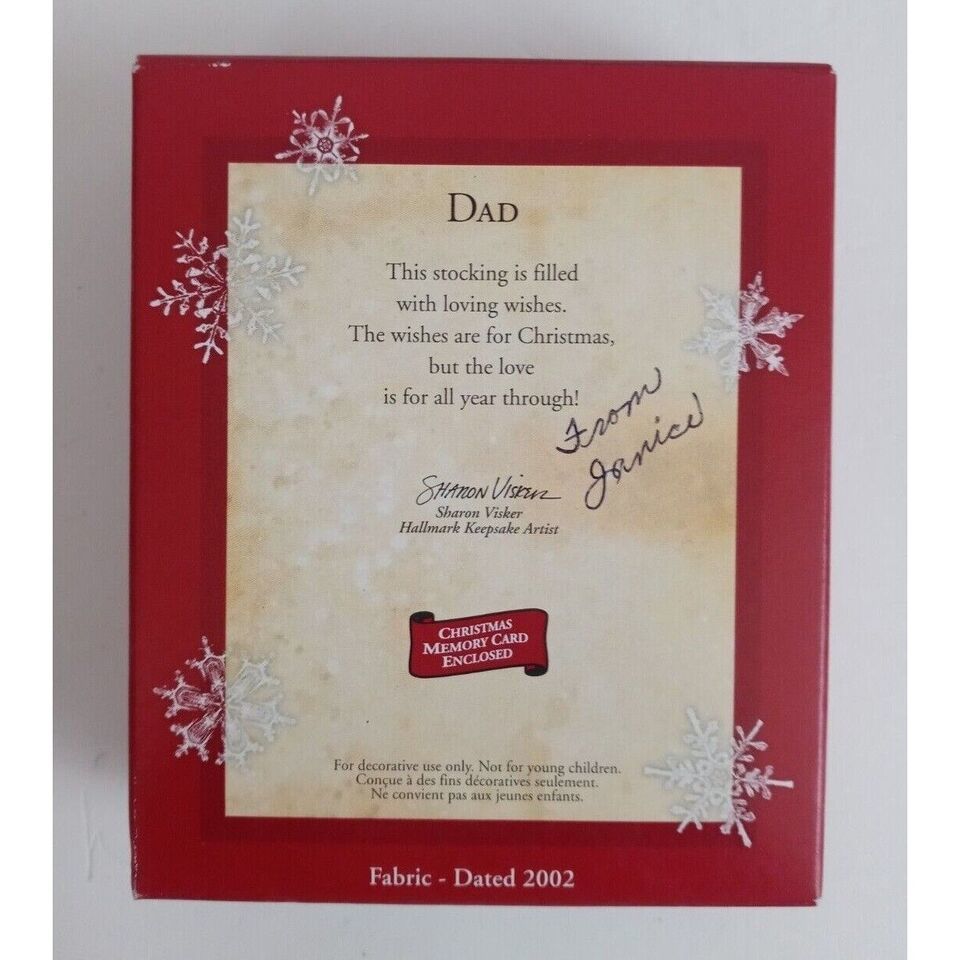 DAD
This stocking is filled
with loving wishes.
The wishes are for Christmas,
but the love
is for all year through!
From
Janice
SHARON VISKER
Sharon Visker
Hallmark Keepsake Artist
CHRISTMAS
MEMORY CARD
ENCLOSED
For decorative use only. Not for young children.
Conçue à des fins décoratives seulement.
Ne convient pas aux jeunes enfants.
Fabric - Dated 2002